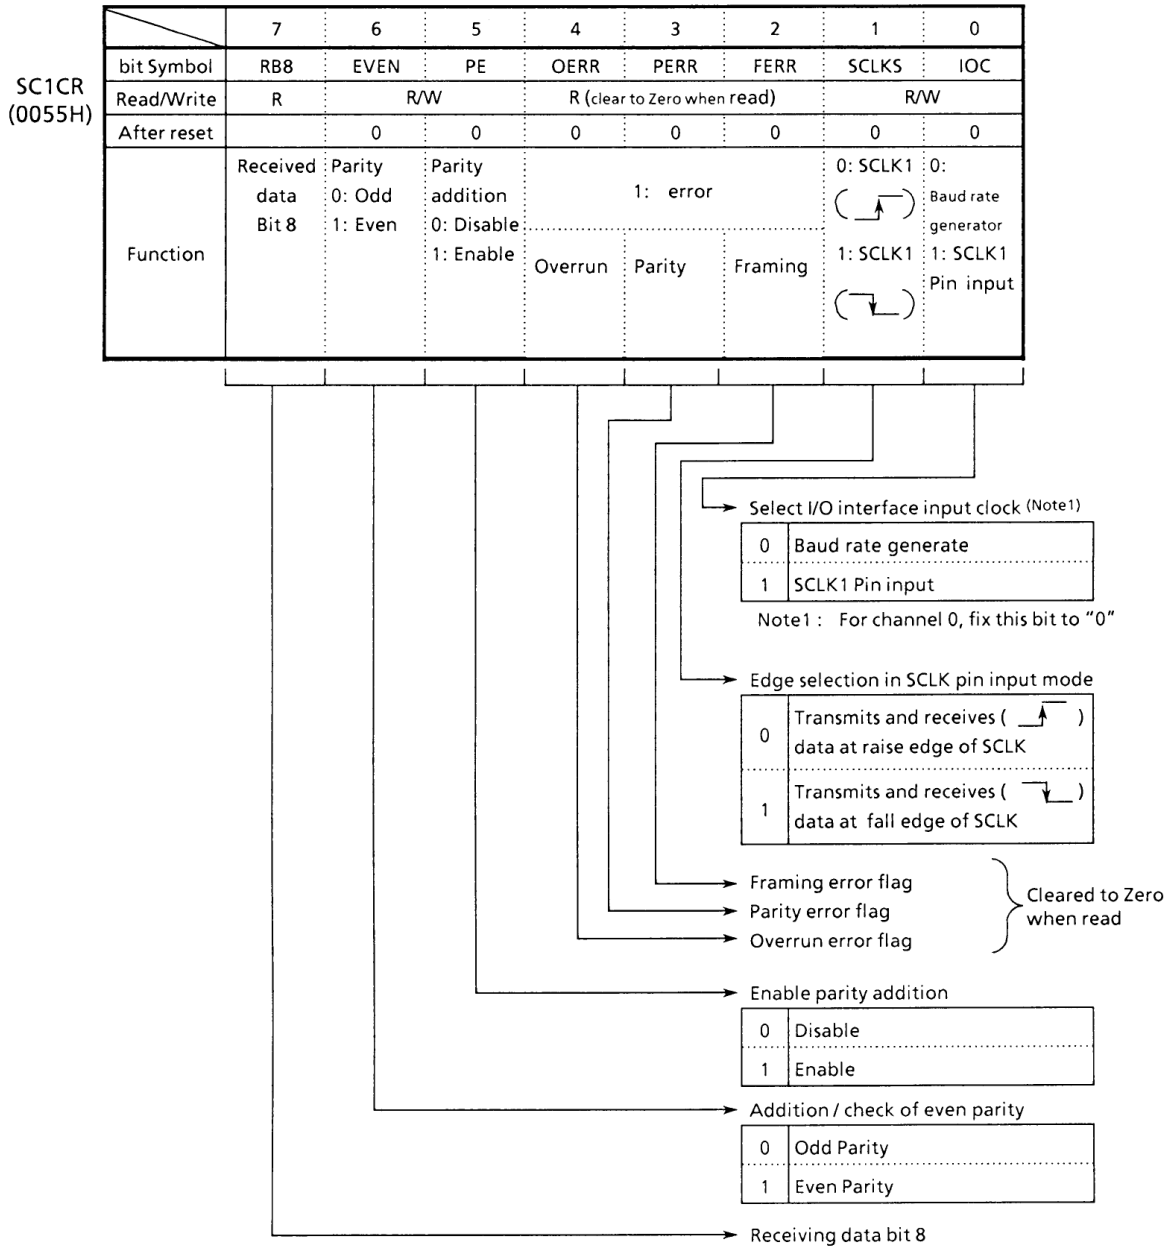 7 6 5 4 3 2 1 0
bit Symbol RB8 EVEN PE OERR PERR FERR SCLKS IOC
SC1CR
(0055H)
Read/Write R R/W R (clear to Zero when read) R/W
After reset 0 0 0 0 0 0 0
Function
Received
data
Bit 8
Parity
0: Odd
1: Even
Parity
addition
0: Disable
1: Enable
1: error
Overrun Parity Framing
0: SCLK1
( )
1: SCLK1
( )
0:
Baud rate
generator
1: SCLK1
Pin input
Select I/O interface input clock (Note1)
0 Baud rate generate
1 SCLK1 Pin input
Note1 : For channel 0, fix this bit to "0"
Edge selection in SCLK pin input mode
0 Transmits and receives ( )
data at raise edge of SCLK
1 Transmits and receives ( )
data at fall edge of SCLK
Framing error flag
Parity error flag
Overrun error flag
Cleared to Zero
when read
Enable parity addition
0 Disable
1 Enable
Addition / check of even parity
0 Odd Parity
1 Even Parity
Receiving data bit 8